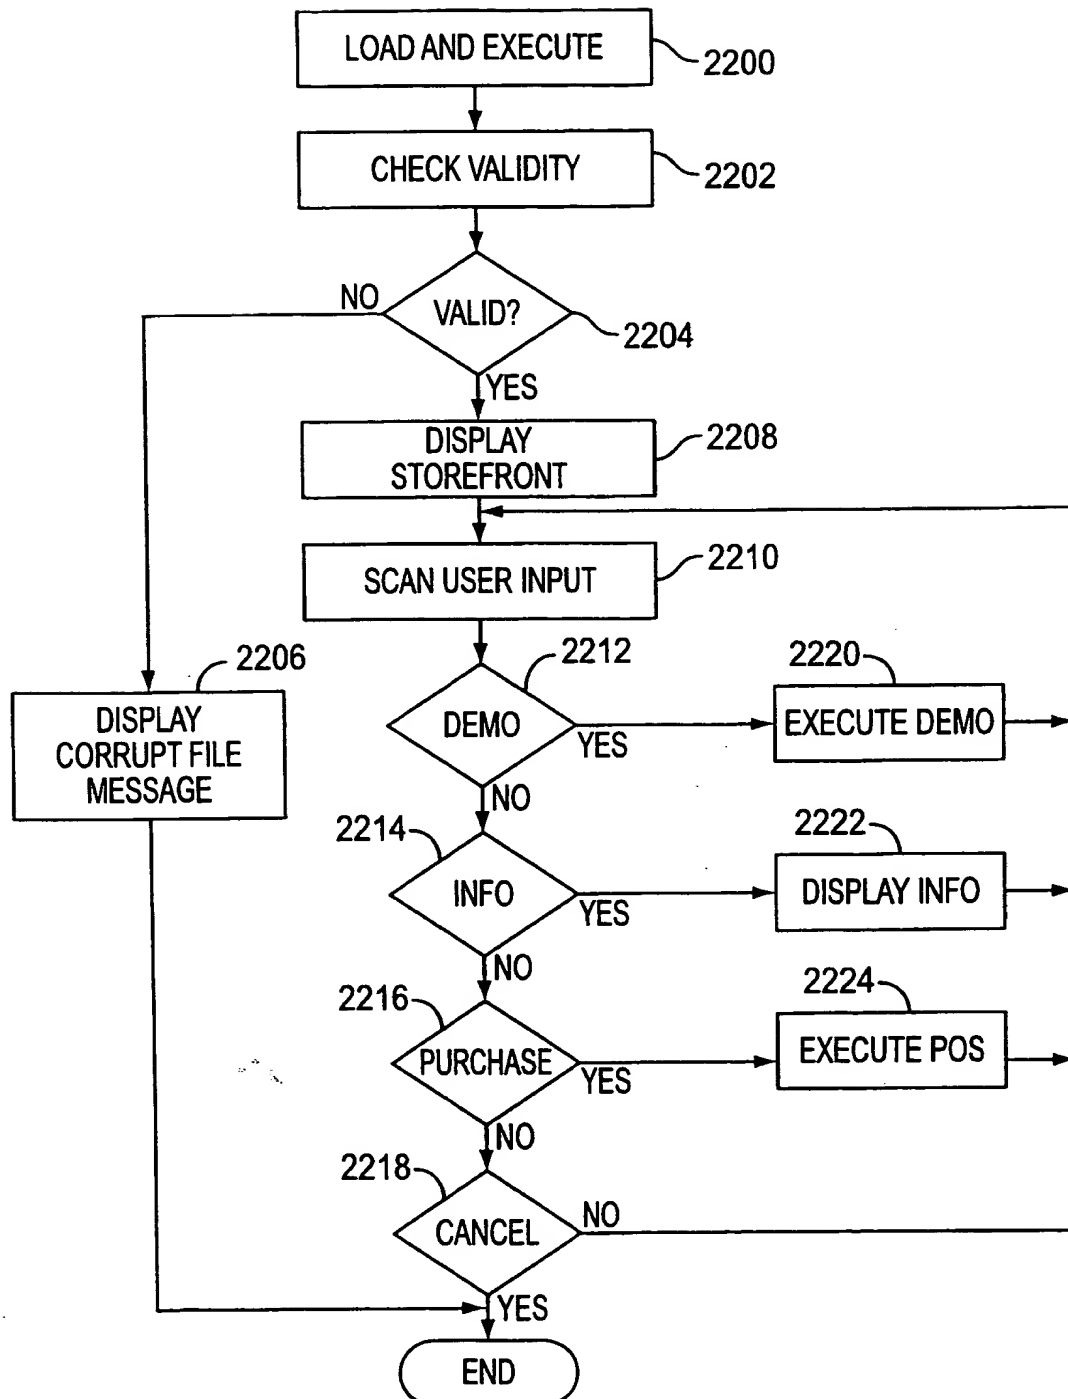 LOAD AND EXECUTE
2200
CHECK VALIDITY
2202
NO
VALID?
2204
YES
DISPLAY
STOREFRONT
2208
SCAN USER INPUT
2210
2206
DISPLAY
CORRUPT FILE
MESSAGE
2212
DEMO
YES
2220
EXECUTE DEMO
NO
2214
INFO
YES
2222
DISPLAY INFO
NO
2216
PURCHASE
YES
2224
EXECUTE POS
NO
2218
CANCEL
NO
YES
END